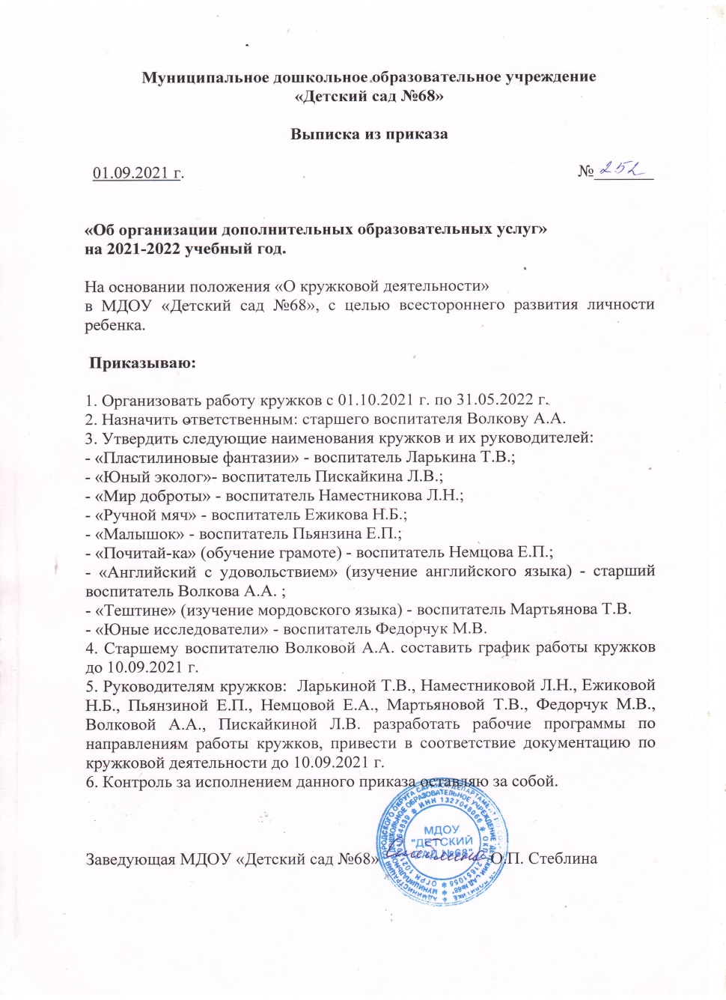 Муниципальное дошкольное образовательное учреждение
«Детский сад №68»
Выписка из приказа
01.09.2021 г. № 252
«Об организации дополнительных образовательных услуг»
на 2021-2022 учебный год.
На основании положения «О кружковой деятельности»
в МДОУ «Детский сад №68», с целью всестороннего развития личности
ребенка.
Приказываю:
1. Организовать работу кружков с 01.10.2021 г. по 31.05.2022 г.
2. Назначить ответственным: старшего воспитателя Волкову А.А.
3. Утвердить следующие наименования кружков и их руководителей:
- «Пластилиновые фантазии» - воспитатель Ларькина Т.В.;
- «Юный эколог»- воспитатель Пискайкина Л.В.;
- «Мир доброты» - воспитатель Наместникова Л.Н.;
- «Ручной мяч» - воспитатель Ежикова Н.Б.;
- «Малышок» - воспитатель Пьянзина Е.П.;
- «Почитай-ка» (обучение грамоте) - воспитатель Немцова Е.П.;
- «Английский с удовольствием» (изучение английского языка) - старший
воспитатель Волкова А.А. ;
- «Тештине» (изучение мордовского языка) - воспитатель Мартьянова Т.В.
- «Юные исследователи» - воспитатель Федорчук М.В.
4. Старшему воспитателю Волковой А.А. составить график работы кружков
до 10.09.2021 г.
5. Руководителям кружков: Ларькиной Т.В., Наместниковой Л.Н., Ежиковой
Н.Б., Пьянзиной Е.П., Немцовой Е.А., Мартьяновой Т.В., Федорчук М.В.,
Волковой А.А., Пискайкиной Л.В. разработать рабочие программы по
направлениям работы кружков, привести в соответствие документацию по
кружковой деятельности до 10.09.2021 г.
6. Контроль за исполнением данного приказа оставляю за собой.
Заведующая МДОУ «Детский сад №68» О.П. Стеблина
МДОУ
"ДЕТСКИЙ
САД №68"
ИНН 1327048066